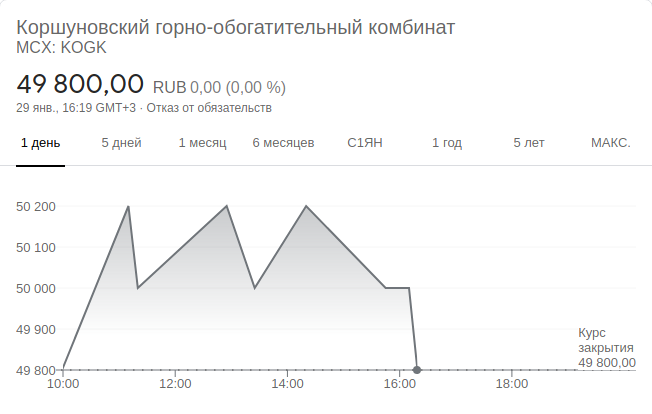 Коршуновский горно-обогатительный комбинат
MCX: KOGK
49 800,00 RUB 0,00 (0,00 %)
29 янв., 16:19 GMT+3 · Отказ от обязательств
1 день 5 дней 1 месяц 6 месяцев С1ЯН 1 год 5 лет МАКС.
50 200
50 100
50 000
49 900
Курс
закрытия
49 800,00
49 800
10:00 12:00 14:00 16:00 18:00